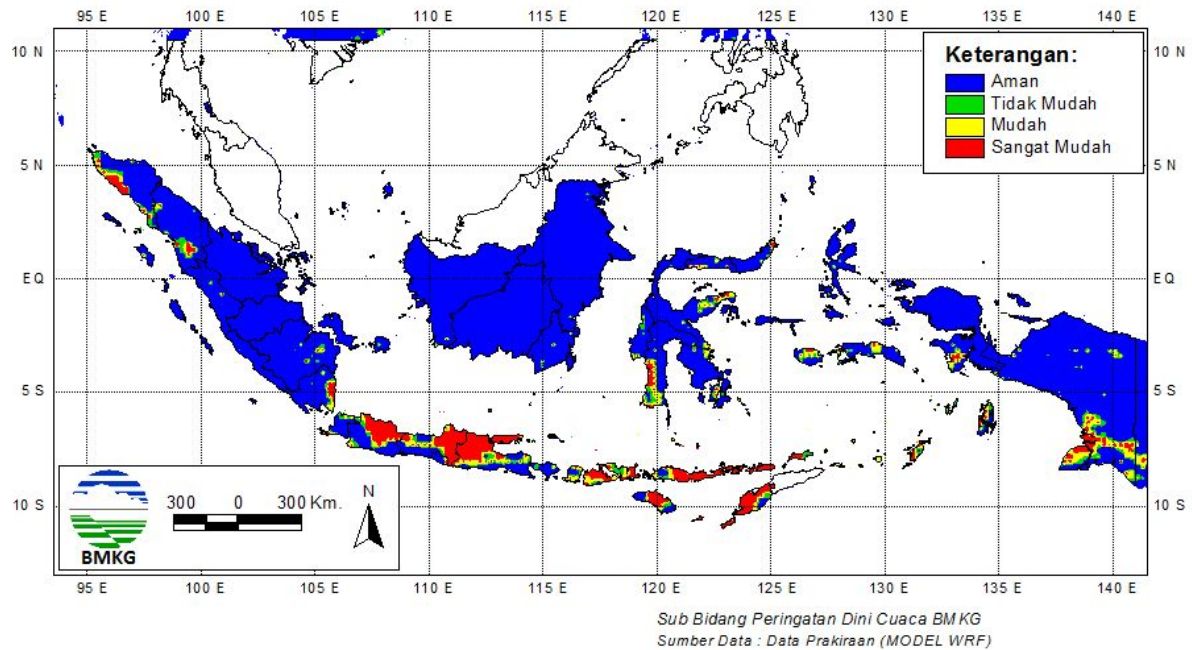 95 E 100 E 105 E 110 E 115 E 120 E 125 E 130 E 135 E 140 E
10 N 10 N
Keterangan:
Aman
Tidak Mudah
Mudah
Sangat Mudah
5 N 5 N
EQ EQ
5 S 5 S
300 0 300 Km. N
10 S 10 S
BMKG
95 E 100 E 105 E 110 E 115 E 120 E 125 E 130 E 135 E 140 E
Sub Bidang Peringatan Dini Cuaca BMKG
Sumber Data : Data Prakiraan (MODEL WRF)